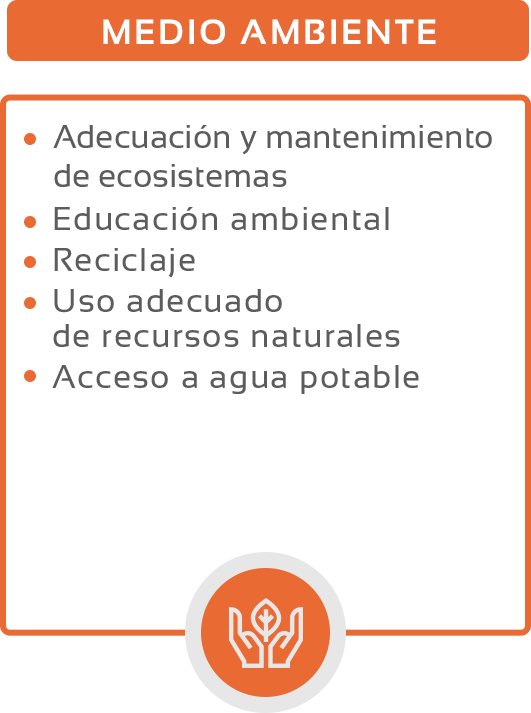 MEDIO AMBIENTE
• Adecuación y mantenimiento
de ecosistemas
• Educación ambiental
• Reciclaje
• Uso adecuado
de recursos naturales
• Acceso a agua potable